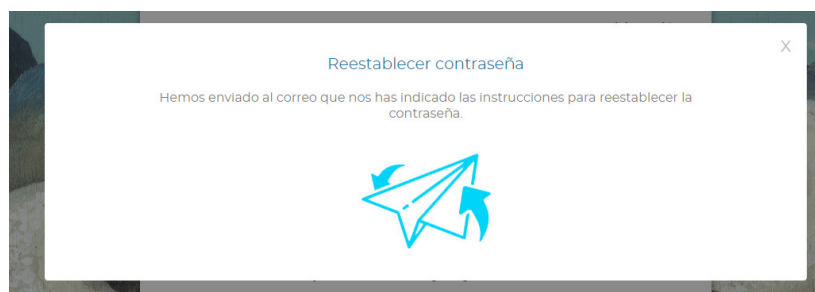 X
Reestablecer contraseña
Hemos enviado al correo que nos has indicado las instrucciones para reestablecer la
contraseña.